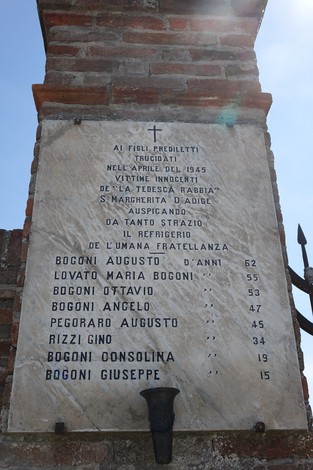 AI FIGLI PREDILETTI
TRUCIDATI
NELL'APRILE DEL 1945
VITTIME INNOCENTI
DE "LA TEDESCA RABBIA"
S. MARGHERITA D'ADIGE
AUSPICANDO
DA TANTO STRAZIO
IL REFRIGERIO
DE L'UMANA FRATELLANZA
BOGONI AUGUSTO D'ANNI 62
LOVATO MARIA BOGONI " 55
BOGONI OTTAVIO " 53
BOGONI ANGELO " 47
PEGORARO AUGUSTO " 45
RIZZI GINO " 34
BOGONI CONSOLINA " 19
BOGONI GIUSEPPE " 15